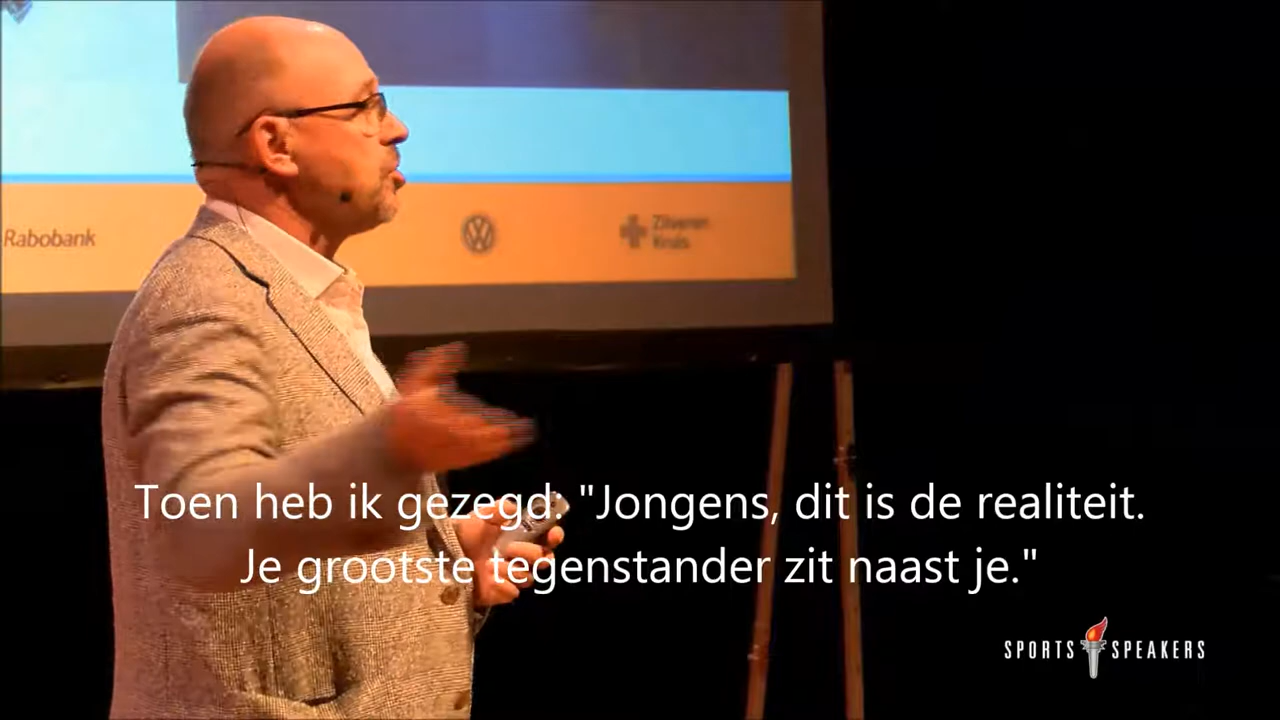 Rabobank
Zilveren
Kruis
Toen heb ik gezegd: "Jongens, dit is de realiteit.
Je grootste tegenstander zit naast je."
SPORTS SPEAKERS